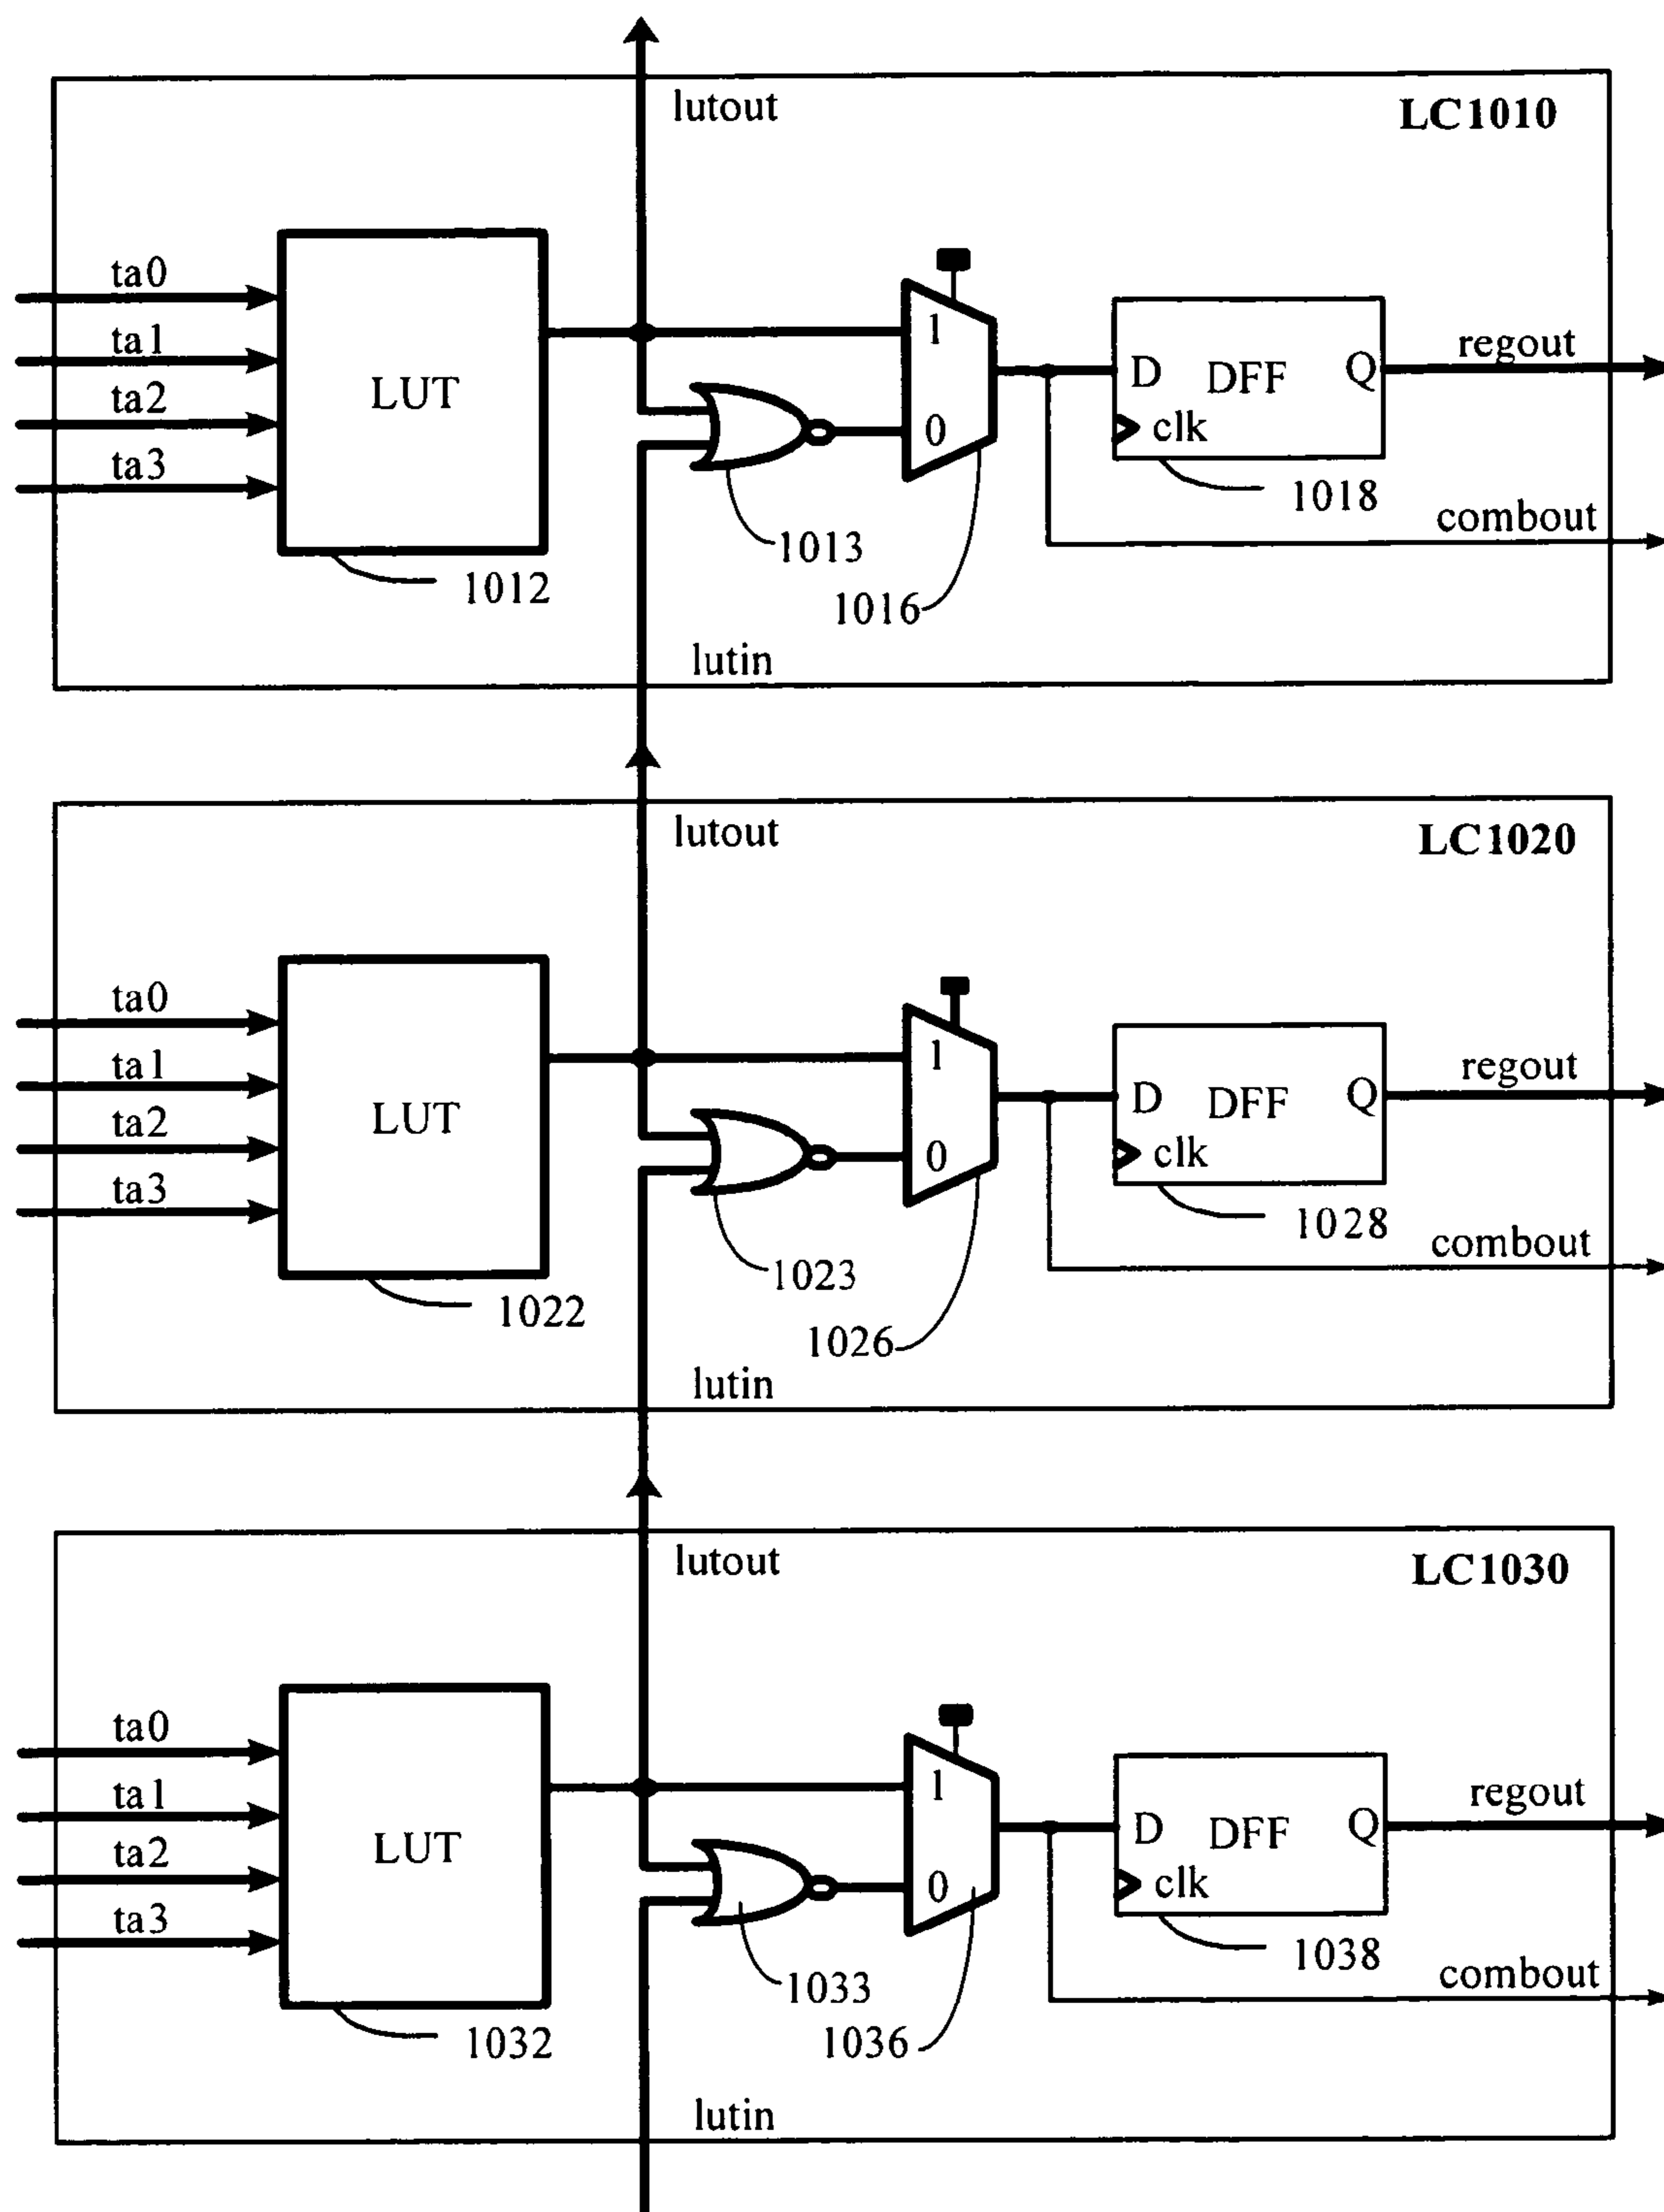 lutout
LC1010
ta0
ta1
ta2
ta3
LUT
1
0
D
DFF
Q
clk
regout
1018
combout
1013
1012
1016
lutin
lutout
LC1020
ta0
ta1
ta2
ta3
LUT
1
0
D
DFF
Q
clk
regout
1028
combout
1023
1022
1026
lutin
lutout
LC1030
ta0
ta1
ta2
ta3
LUT
1
0
D
DFF
Q
clk
regout
1038
combout
1033
1032
1036
lutin